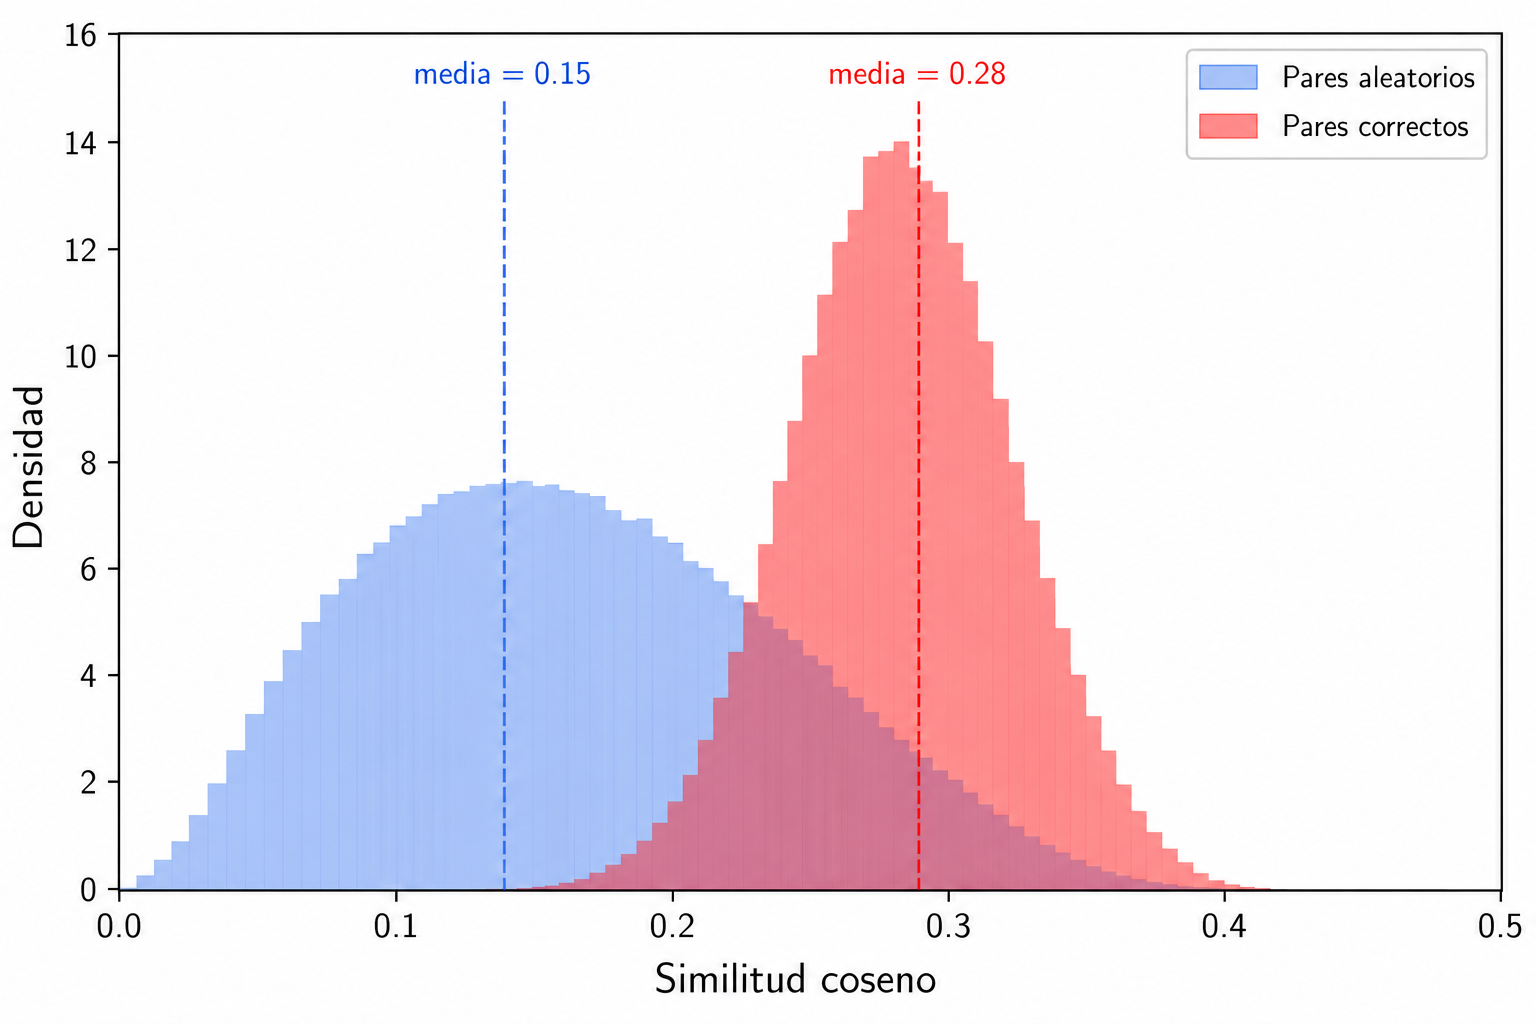 media = 0.15
media = 0.28
Pares aleatorios
Pares correctos
Densidad
16
14
12
10
8
6
4
2
0
0.0
0.1
0.2
0.3
0.4
0.5
Similitud coseno